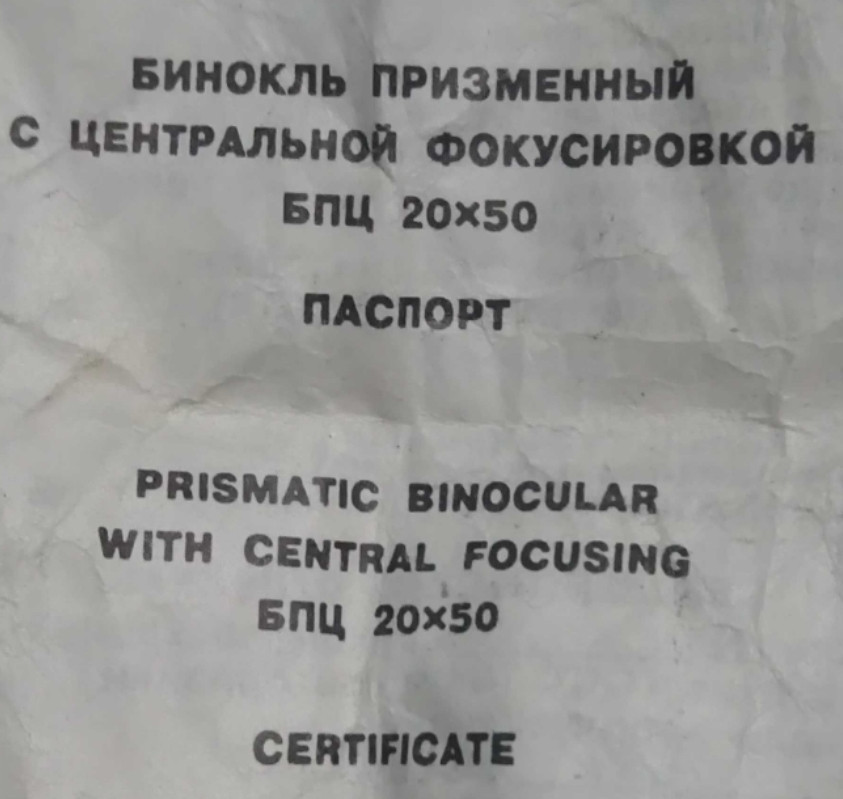 БИНОКЛЬ ПРИЗМЕННЫЙ
С ЦЕНТРАЛЬНОЙ ФОКУСИРОВКОЙ
БПЦ 20×50
ПАСПОРТ
PRISMATIC BINOCULAR
WITH CENTRAL FOCUSING
БПЦ 20×50
CERTIFICATE